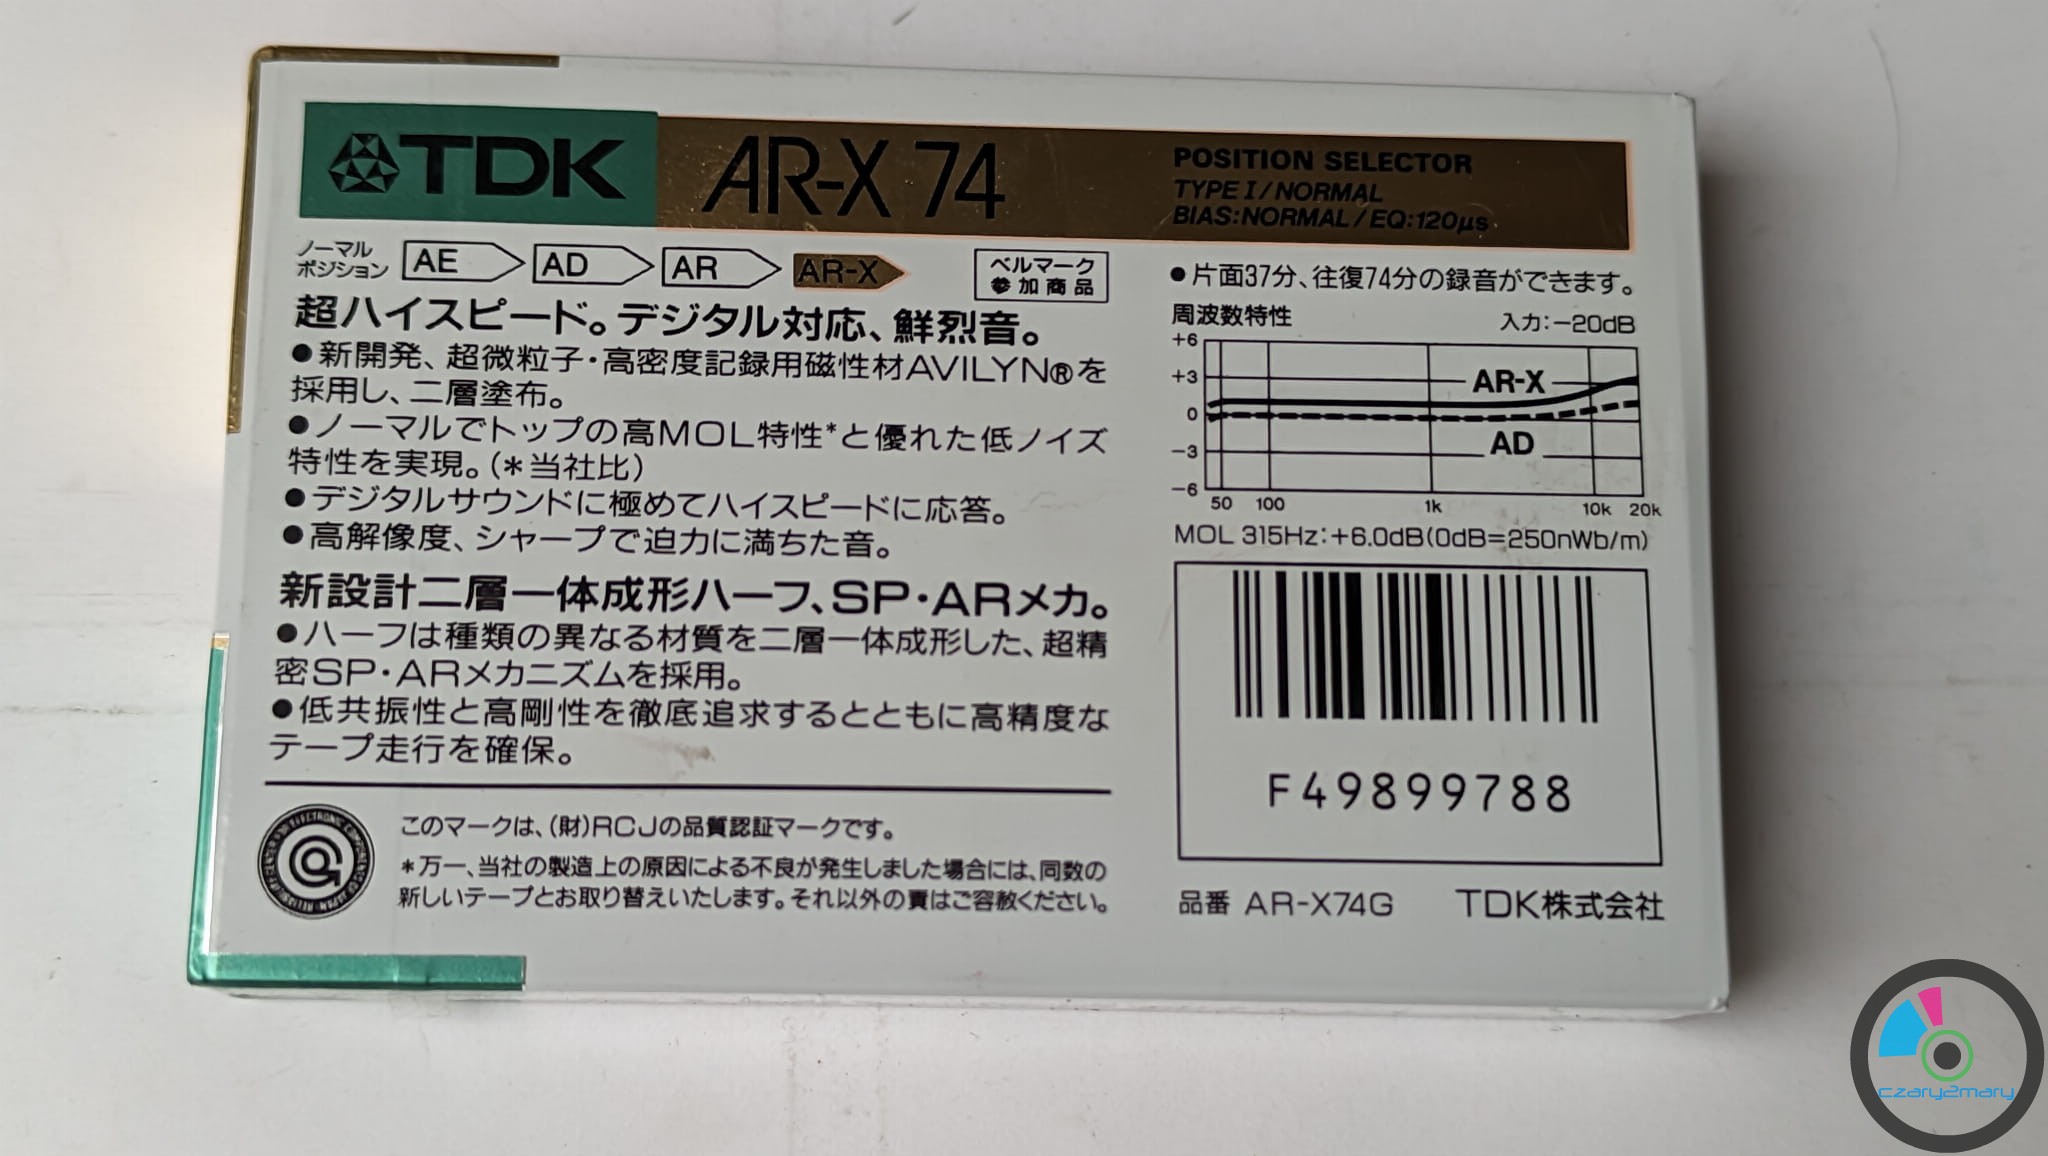 TDK AR-X 74
POSITION SELECTOR
TYPE I/NORMAL
BIAS:NORMAL/EQ:120µs
ノーマル
ポジション
AE
AD
AR
AR-X
ベルマーク
参加商品
超ハイスピード。デジタル対応、鮮烈音。
●新開発、超微粒子・高密度記録用磁性材AVILYN®を
採用し、二層塗布。
●ノーマルでトップの高MOL特性*と優れた低ノイズ
特性を実現。(*当社比)
●デジタルサウンドに極めてハイスピードに応答。
●高解像度、シャープで迫力に満ちた音。
新設計二層一体成形ハーフ、SP・ARメカ。
●ハーフは種類の異なる材質を二層一体成形した、超精
密SP・ARメカニズムを採用。
●低共振性と高剛性を徹底追求するとともに高精度な
テープ走行を確保。
このマークは、(財)RCJの品質認証マークです。
*万一、当社の製造上の原因による不良が発生しました場合には、同数の
新しいテープとお取り替えいたします。それ以外の責はご容赦ください。
●片面37分、往復74分の録音ができます。
周波数特性 入力:−20dB
+6
+3
0
−3
−6
AR-X
AD
50 100 1k 10k 20k
MOL 315Hz:+6.0dB(0dB=250nWb/m)
F49899788
品番 AR-X74G TDK株式会社
czary2mary